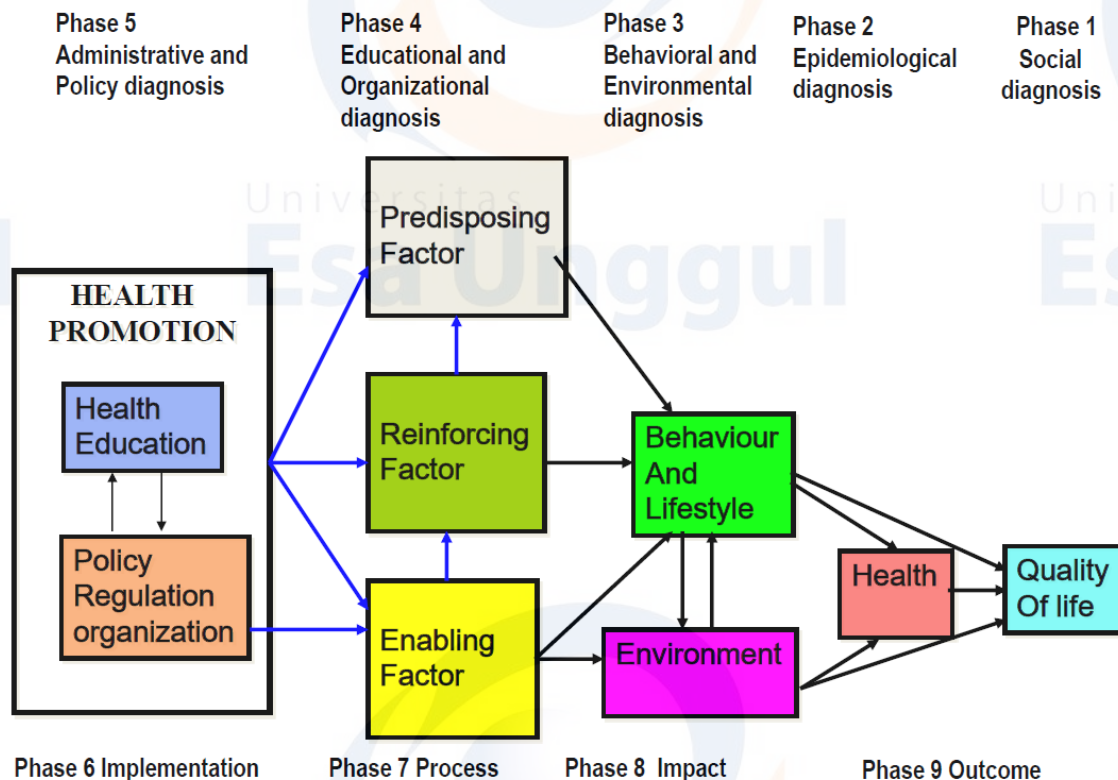 Phase 5
Administrative and
Policy diagnosis
Phase 4
Educational and
Organizational
diagnosis
Phase 3
Behavioral and
Environmental
diagnosis
Phase 2
Epidemiological
diagnosis
Phase 1
Social
diagnosis
Universitas
Esa Unggul
Uni
Es
ul
HEALTH
PROMOTION
Health
Education
Policy
Regulation
organization
Predisposing
Factor
Reinforcing
Factor
Enabling
Factor
Behaviour
And
Lifestyle
Environment
Health
Quality
Of life
Phase 6 Implementation
Phase 7 Process
Phase 8 Impact
Phase 9 Outcome